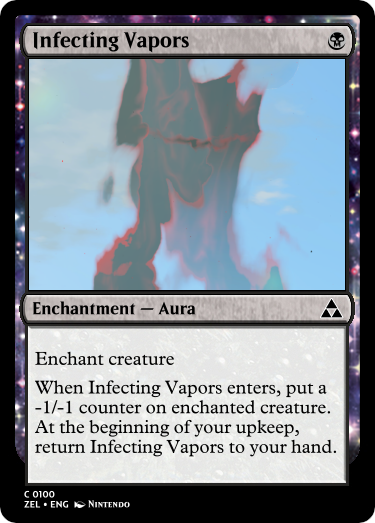 Infecting Vapors
Enchantment — Aura
Enchant creature
When Infecting Vapors enters, put a
-1/-1 counter on enchanted creature.
At the beginning of your upkeep,
return Infecting Vapors to your hand.
C 0100
ZEL • ENG Nintendo